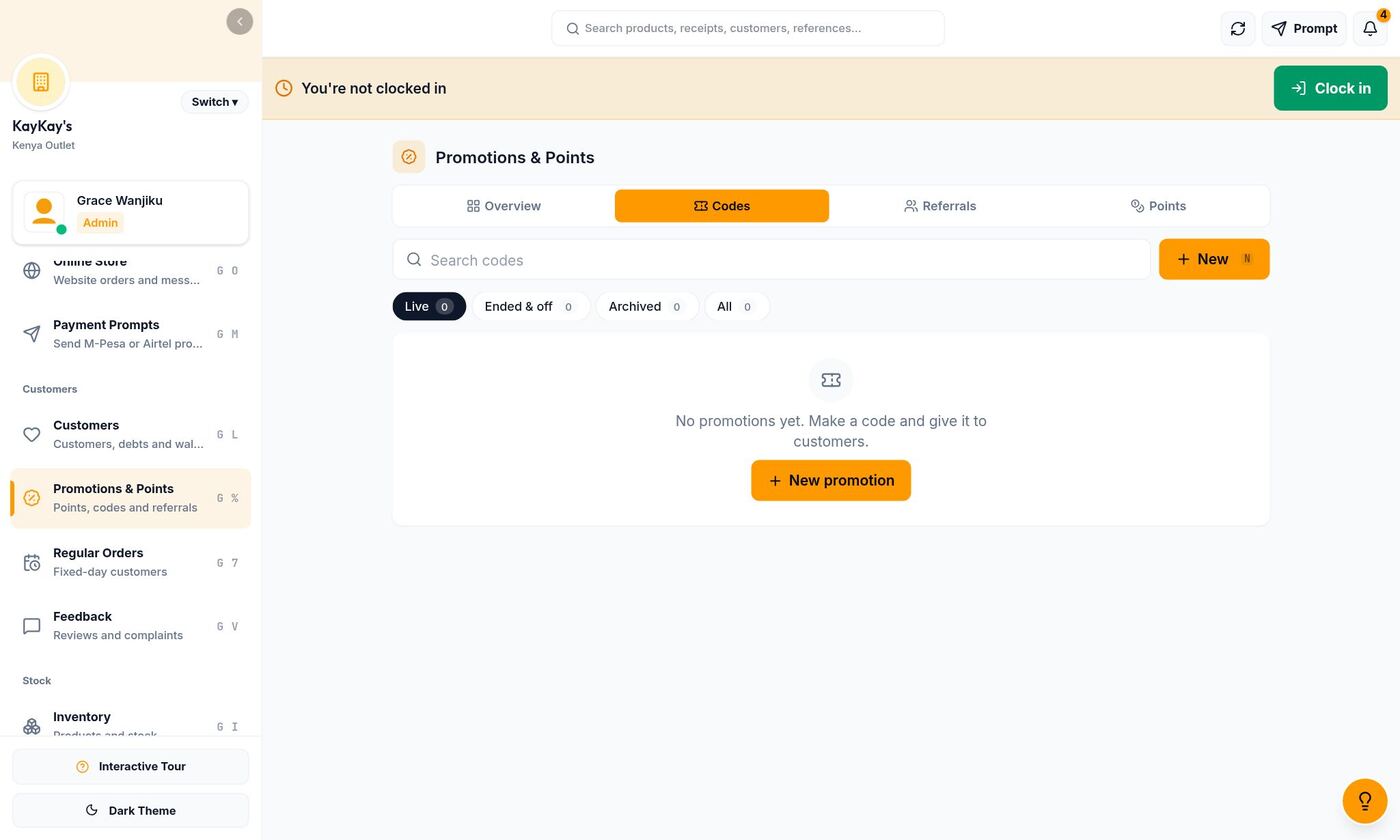 Search products, receipts, customers, references...
Prompt
4
Switch ▾
KayKay's
Kenya Outlet
You're not clocked in
Clock in
Grace Wanjiku
Admin
Online Store
G O
Website orders and mess...
Payment Prompts
G M
Send M-Pesa or Airtel pro...
Customers
Customers
G L
Customers, debts and wal...
Promotions & Points
G %
Points, codes and referrals
Regular Orders
G 7
Fixed-day customers
Feedback
G V
Reviews and complaints
Stock
Inventory
G I
Products and stock
Interactive Tour
Dark Theme
Promotions & Points
Overview
Codes
Referrals
Points
Search codes
New N
Live 0
Ended & off 0
Archived 0
All 0
No promotions yet. Make a code and give it to
customers.
New promotion